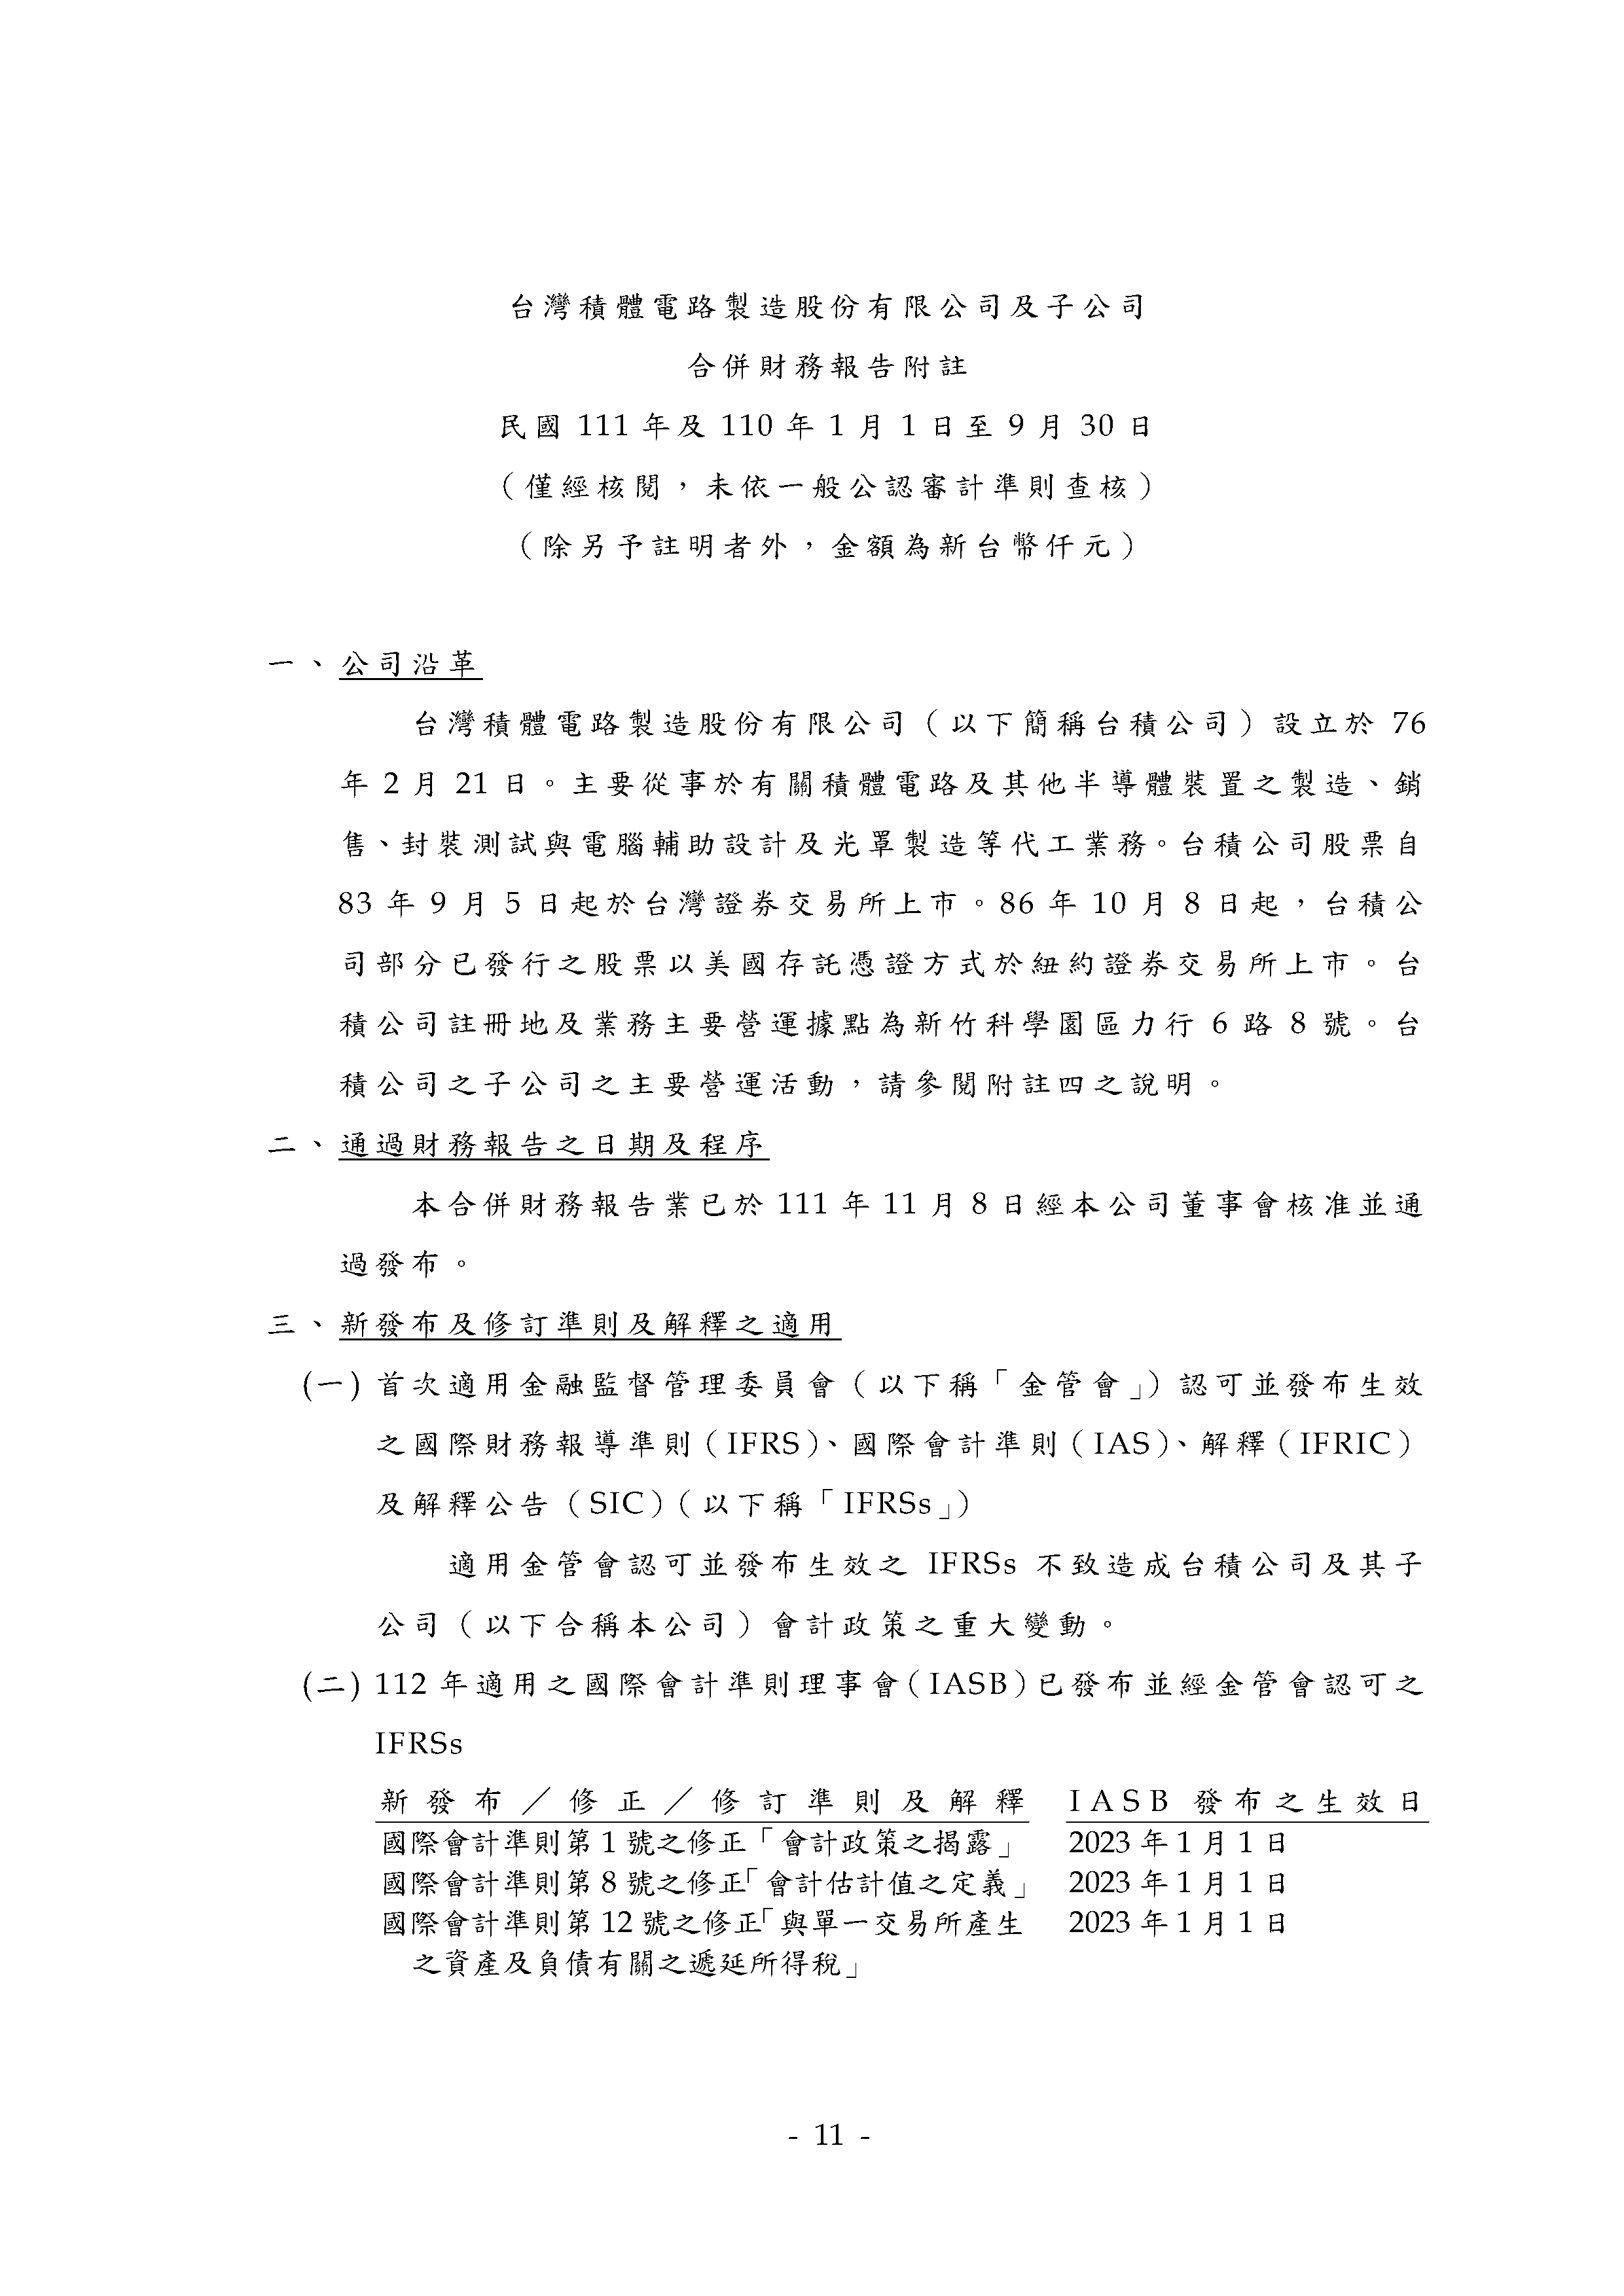 台灣積體電路製造股份有限公司及子公司
合併財務報告附註
民國 111 年及 110 年 1 月 1 日至 9 月 30 日
（僅經核閱，未依一般公認審計準則查核）
（除另予註明者外，金額為新台幣仟元）
一、公司沿革
台灣積體電路製造股份有限公司（以下簡稱台積公司）設立於 76
年 2 月 21 日。主要從事於有關積體電路及其他半導體裝置之製造、銷
售、封裝測試與電腦輔助設計及光罩製造等代工業務。台積公司股票自
83 年 9 月 5 日起於台灣證券交易所上市。86 年 10 月 8 日起，台積公
司部分已發行之股票以美國存託憑證方式於紐約證券交易所上市。台
積公司註冊地及業務主要營運據點為新竹科學園區力行 6 路 8 號。台
積公司之子公司之主要營運活動，請參閱附註四之說明。
二、通過財務報告之日期及程序
本合併財務報告業已於 111 年 11 月 8 日經本公司董事會核准並通
過發布。
三、新發布及修訂準則及解釋之適用
(一) 首次適用金融監督管理委員會（以下稱「金管會」）認可並發布生效
之國際財務報導準則（IFRS）、國際會計準則（IAS）、解釋（IFRIC）
及解釋公告（SIC）（以下稱「IFRSs」）
適用金管會認可並發布生效之 IFRSs 不致造成台積公司及其子
公司（以下合稱本公司）會計政策之重大變動。
(二) 112 年適用之國際會計準則理事會（IASB）已發布並經金管會認可之
IFRSs
新發布／修正／修訂準則及解釋 IASB 發布之生效日
國際會計準則第 1 號之修正「會計政策之揭露」 2023 年 1 月 1 日
國際會計準則第 8 號之修正「會計估計值之定義」 2023 年 1 月 1 日
國際會計準則第 12 號之修正「與單一交易所產生 2023 年 1 月 1 日
之資產及負債有關之遞延所得稅」
- 11 -